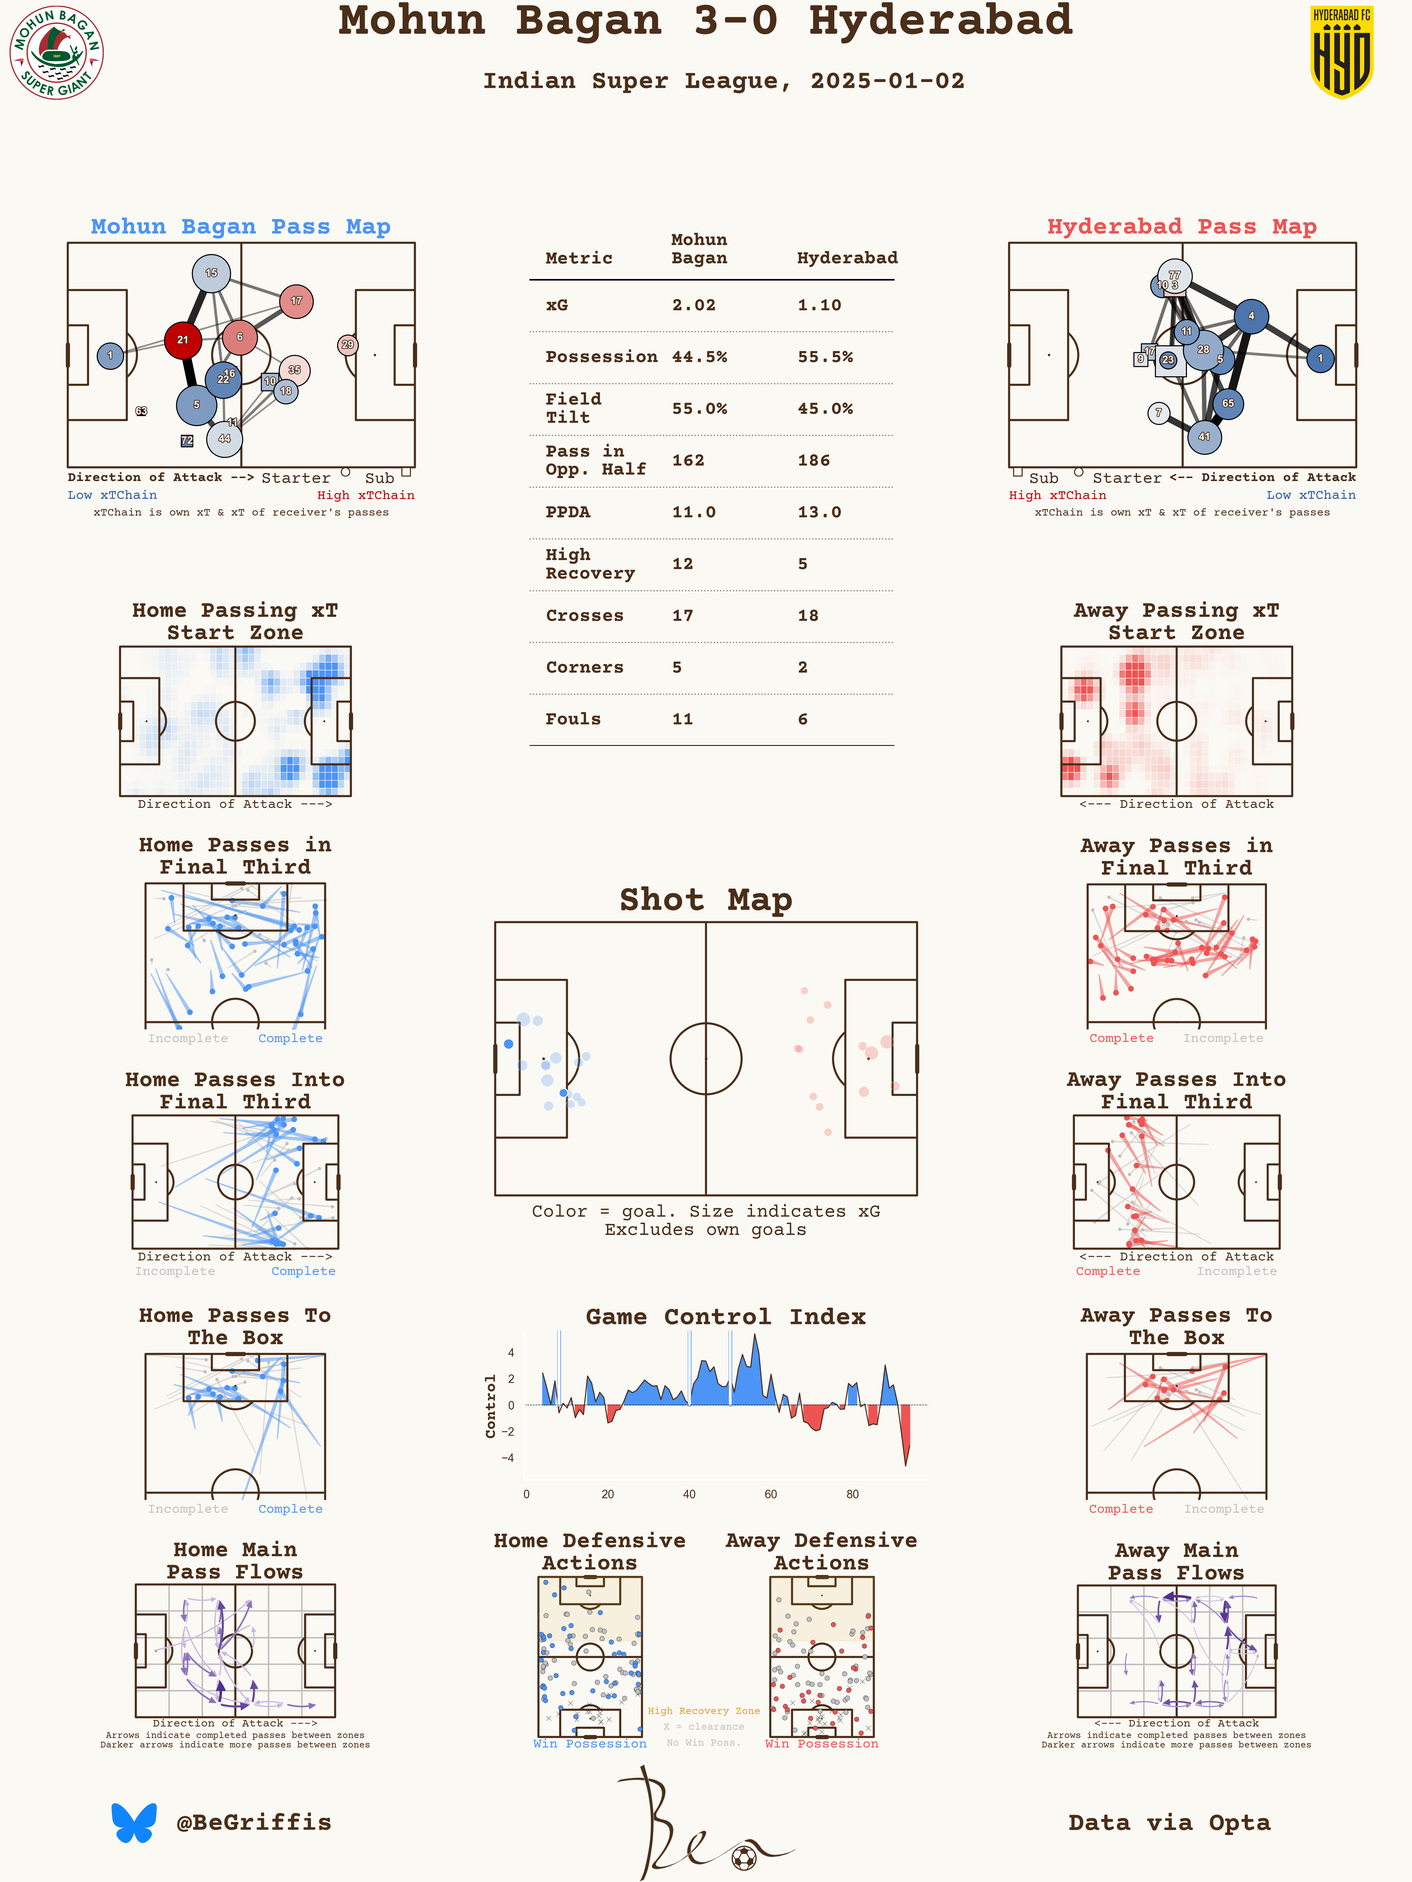 Mohun Bagan 3-0 Hyderabad
Indian Super League, 2025-01-02
MOHUN BAGAN
SUPER GIANT
HYDERABAD FC
HYD
Mohun Bagan Pass Map
15
17
21
6
1
29
35
16
22
10
18
5
63
11
44
72
Direction of Attack --> Starter Sub
Low xTChain High xTChain
xTChain is own xT & xT of receiver's passes
Metric Mohun Bagan Hyderabad
xG 2.02 1.10
Possession 44.5% 55.5%
Field Tilt 55.0% 45.0%
Pass in Opp. Half 162 186
PPDA 11.0 13.0
High Recovery 12 5
Crosses 17 18
Corners 5 2
Fouls 11 6
Hyderabad Pass Map
77
10 3
4
11
17
28
9
23
5
1
7
65
41
Sub Starter <-- Direction of Attack
High xTChain Low xTChain
xTChain is own xT & xT of receiver's passes
Home Passing xT
Start Zone
Direction of Attack --->
Away Passing xT
Start Zone
<--- Direction of Attack
Home Passes in
Final Third
Incomplete Complete
Away Passes in
Final Third
Complete Incomplete
Shot Map
Color = goal. Size indicates xG
Excludes own goals
Home Passes Into
Final Third
Direction of Attack --->
Incomplete Complete
Away Passes Into
Final Third
<--- Direction of Attack
Complete Incomplete
Home Passes To
The Box
Incomplete Complete
Game Control Index
Control
4
2
0
−2
−4
0 20 40 60 80
Away Passes To
The Box
Complete Incomplete
Home Main
Pass Flows
Direction of Attack --->
Arrows indicate completed passes between zones
Darker arrows indicate more passes between zones
Home Defensive
Actions
Win Possession
High Recovery Zone
X = clearance
No Win Poss.
Away Defensive
Actions
Win Possession
Away Main
Pass Flows
<--- Direction of Attack
Arrows indicate completed passes between zones
Darker arrows indicate more passes between zones
@BeGriffis
Ben
Data via Opta